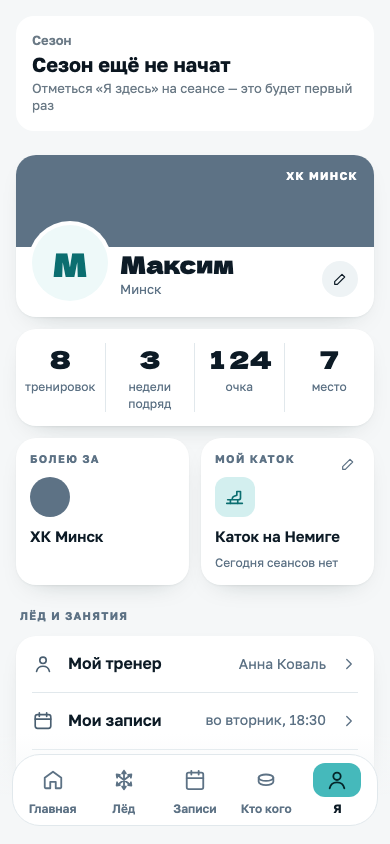 Сезон
Сезон ещё не начат
Отметься «Я здесь» на сеансе — это будет первый
раз
ХК МИНСК
М
Максим
Минск
8
тренировок
3
недели
подряд
124
очка
7
место
БОЛЕЮ ЗА
ХК Минск
МОЙ КАТОК
Каток на Немиге
Сегодня сеансов нет
ЛЁД И ЗАНЯТИЯ
Мой тренер
Анна Коваль
Мои записи
во вторник, 18:30
Главная
Лёд
Записи
Кто кого
Я